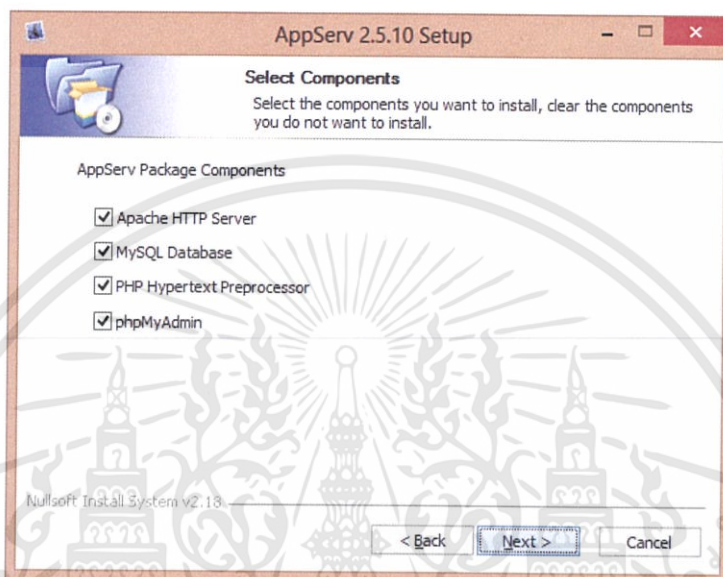 AppServ 2.5.10 Setup
Select Components
Select the components you want to install, clear the components
you do not want to install.
AppServ Package Components
Apache HTTP Server
MySQL Database
PHP Hypertext Preprocessor
phpMyAdmin
Nullsoft Install System v2.18
< Back
Next >
Cancel